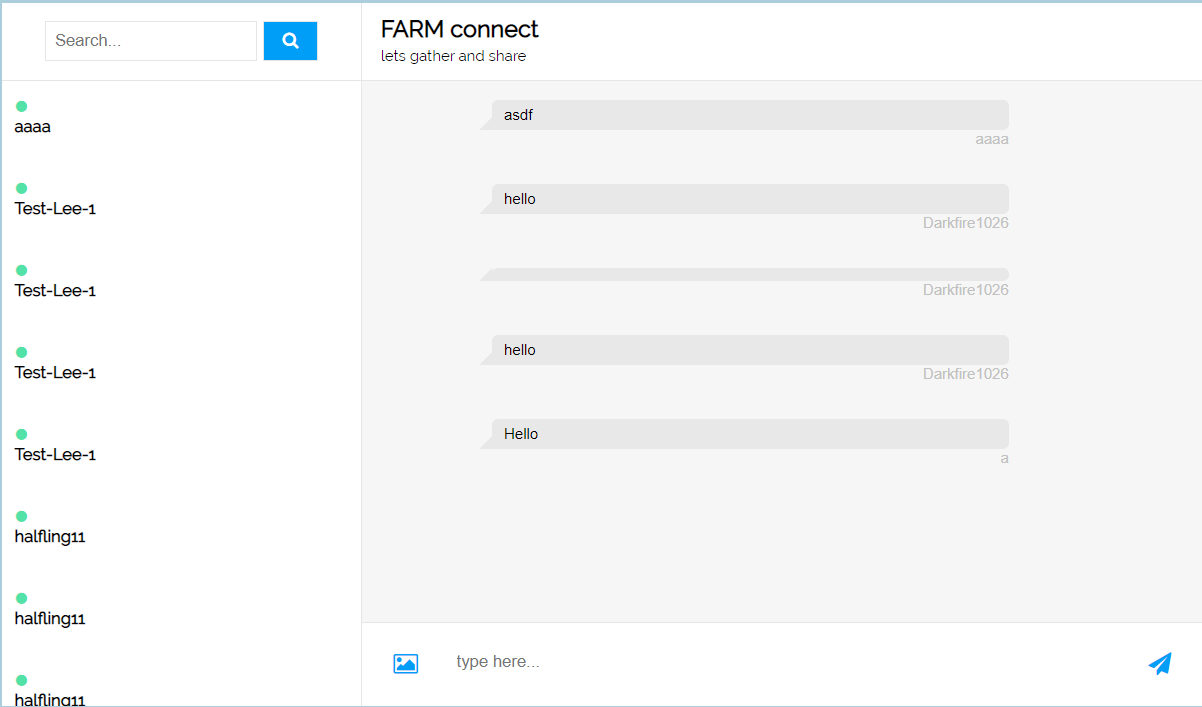 Search...
aaaa
Test-Lee-1
Test-Lee-1
Test-Lee-1
Test-Lee-1
halfling11
halfling11
halfling11
FARM connect
lets gather and share
asdf
aaaa
hello
Darkfire1026
Darkfire1026
hello
Darkfire1026
Hello
a
type here...